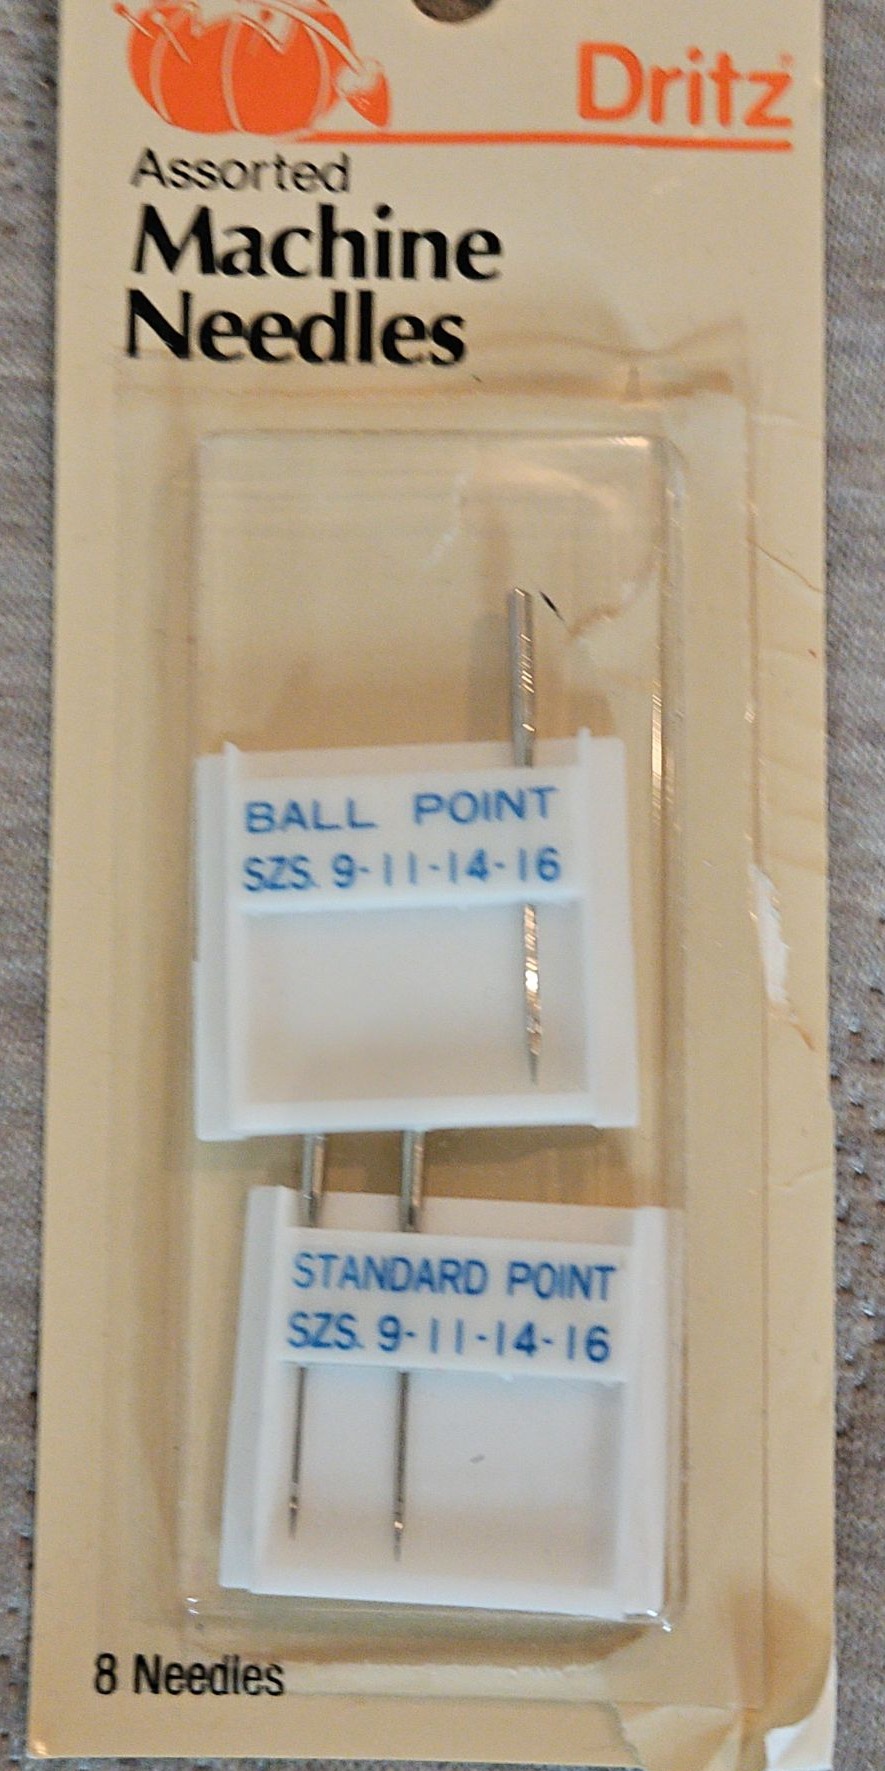 Dritz
Assorted
Machine
Needles
BALL POINT
SZS. 9-11-14-16
STANDARD POINT
SZS. 9-11-14-16
8 Needles